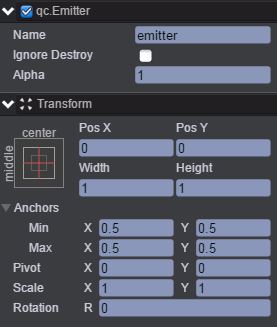 qc.Emitter
Name emitter
Ignore Destroy
Alpha 1
Transform
center Pos X Pos Y
middle 0 0
Width Height
1 1
Anchors
Min X 0.5 Y 0.5
Max X 0.5 Y 0.5
Pivot X 0 Y 0
Scale X 1 Y 1
Rotation R 0